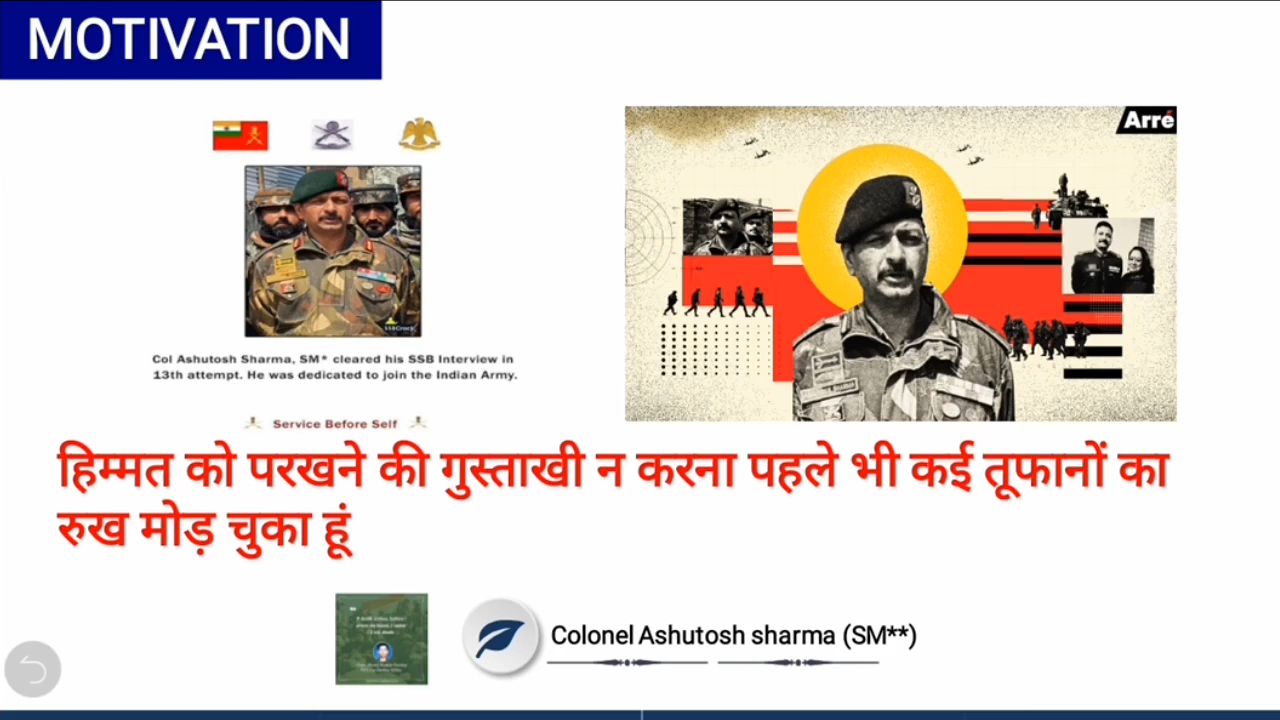 MOTIVATION
Arré
SSBCrack
Col Ashutosh Sharma, SM* cleared his SSB Interview in
13th attempt. He was dedicated to join the Indian Army.
Service Before Self
हिम्मत को परखने की गुस्ताखी न करना पहले भी कई तूफानों का
रुख मोड़ चुका हूं
Colonel Ashutosh sharma (SM**)